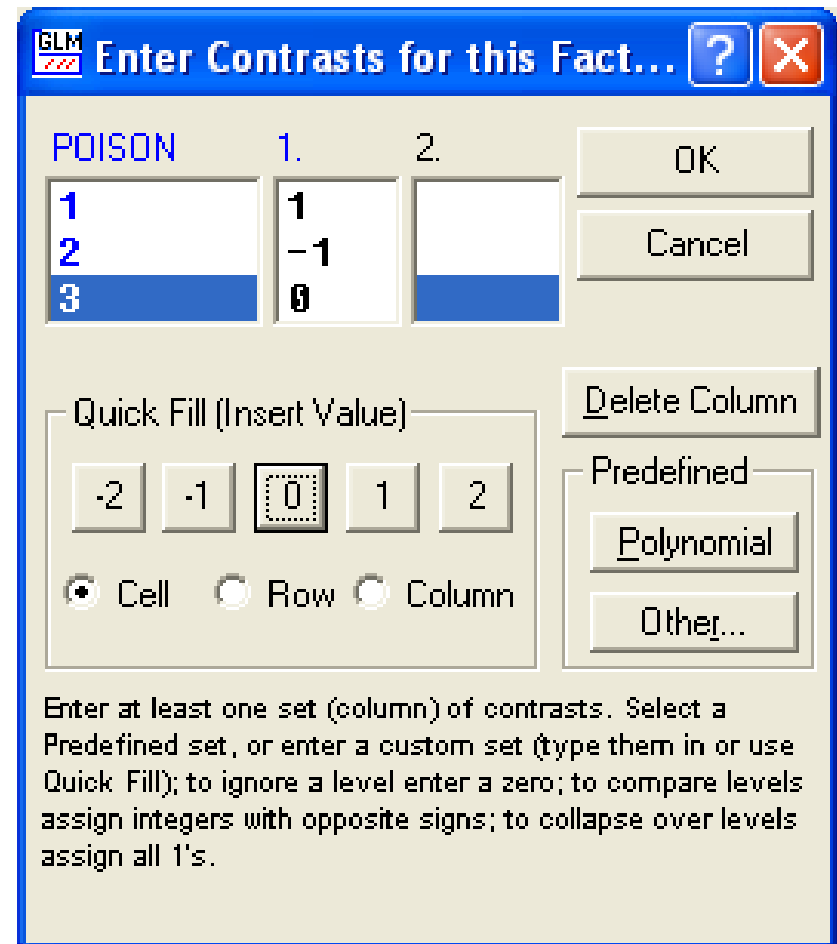 GLM Enter Contrasts for this Fact... ?
POISON 1. 2. OK
1 1
2 -1 Cancel
3 0
Delete Column
Quick Fill (Insert Value)
Predefined
-2 -1 0 1 2
Polynomial
Cell Row Column
Other...
Enter at least one set (column) of contrasts. Select a
Predefined set, or enter a custom set (type them in or use
Quick Fill); to ignore a level enter a zero; to compare levels
assign integers with opposite signs; to collapse over levels
assign all 1's.